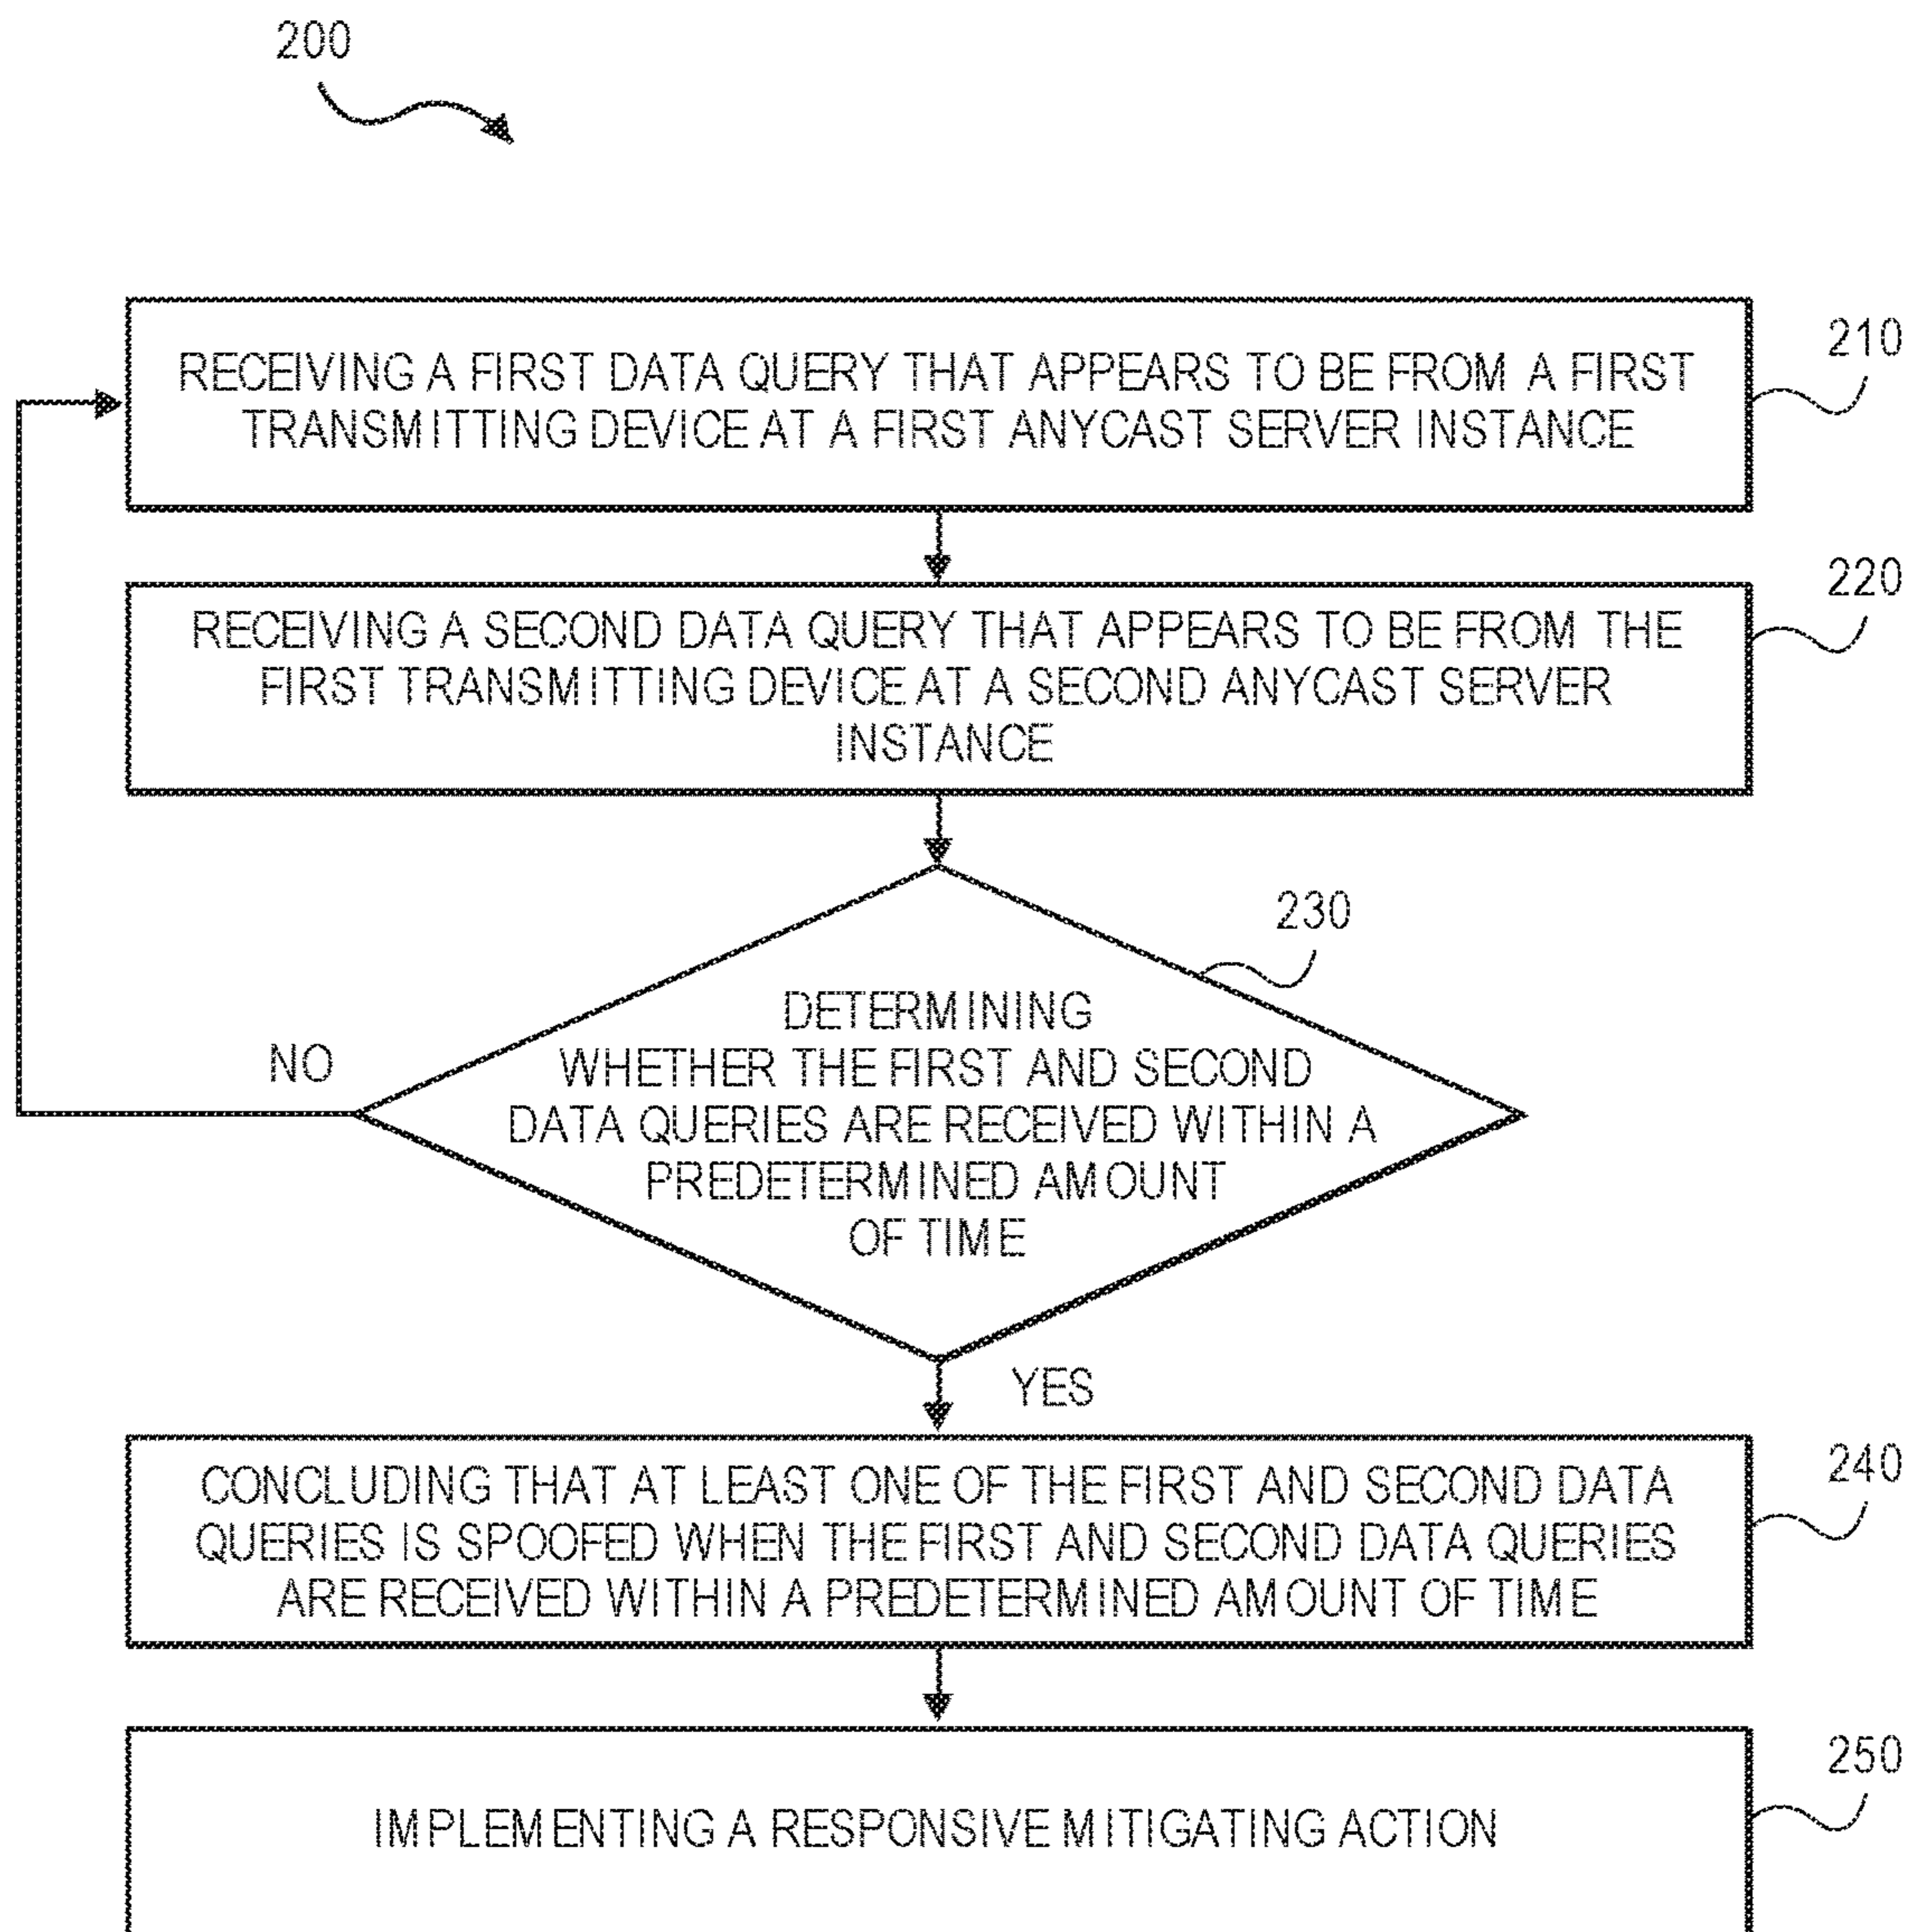 200
RECEIVING A FIRST DATA QUERY THAT APPEARS TO BE FROM A FIRST
TRANSMITTING DEVICE AT A FIRST ANYCAST SERVER INSTANCE
210
RECEIVING A SECOND DATA QUERY THAT APPEARS TO BE FROM THE
FIRST TRANSMITTING DEVICE AT A SECOND ANYCAST SERVER
INSTANCE
220
230
DETERMINING
WHETHER THE FIRST AND SECOND
DATA QUERIES ARE RECEIVED WITHIN A
PREDETERMINED AMOUNT
OF TIME
NO
YES
CONCLUDING THAT AT LEAST ONE OF THE FIRST AND SECOND DATA
QUERIES IS SPOOFED WHEN THE FIRST AND SECOND DATA QUERIES
ARE RECEIVED WITHIN A PREDETERMINED AMOUNT OF TIME
240
IMPLEMENTING A RESPONSIVE MITIGATING ACTION
250